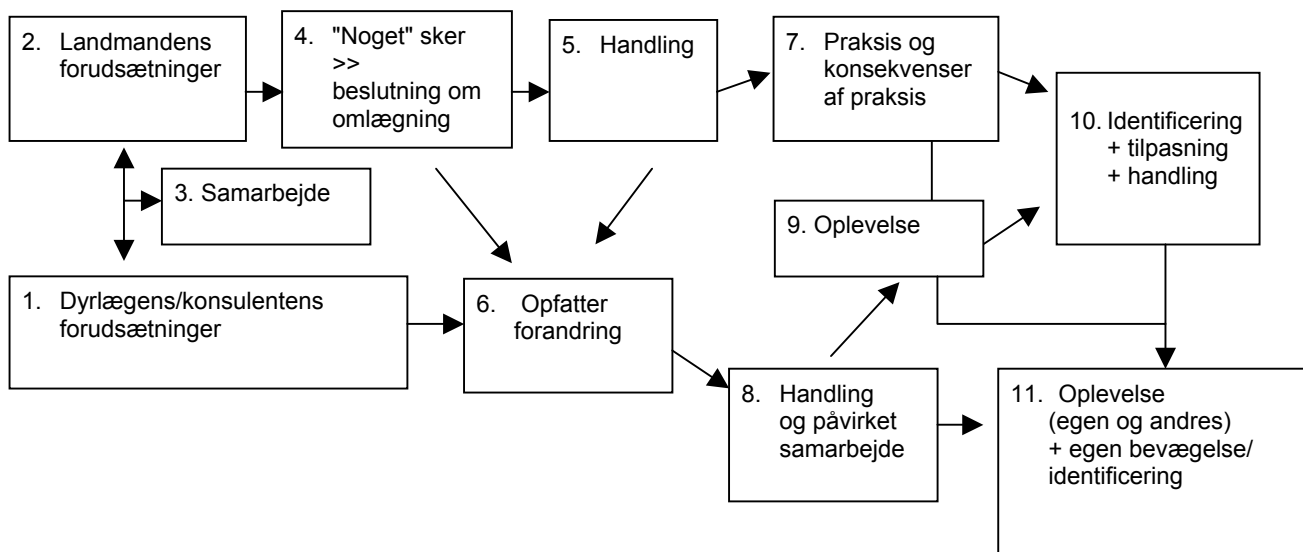 2. Landmandens
forudsætninger
4. "Noget" sker
>>
beslutning om
omlægning
5. Handling
7. Praksis og
konsekvenser
af praksis
10. Identificering
+ tilpasning
+ handling
3. Samarbejde
9. Oplevelse
1. Dyrlægens/konsulentens
forudsætninger
6. Opfatter
forandring
8. Handling
og påvirket
samarbejde
11. Oplevelse
(egen og andres)
+ egen bevægelse/
identificering